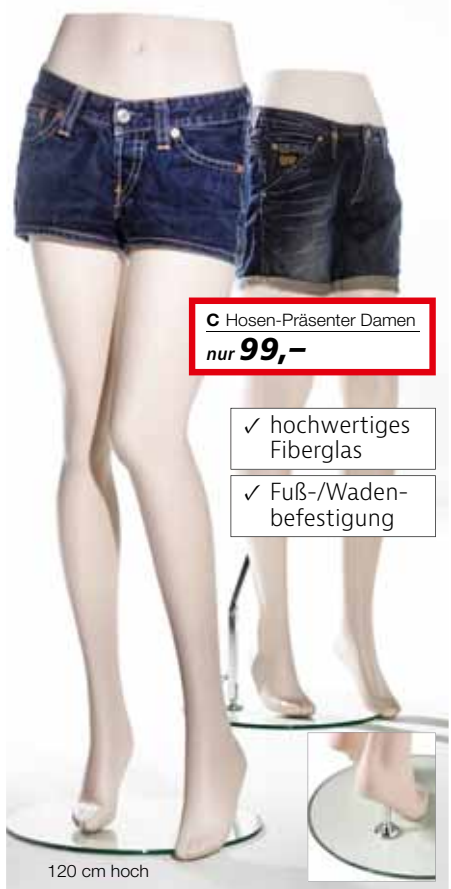 C Hosen-Präsenter Damen
nur 99,–
✓ hochwertiges
Fiberglas
✓ Fuß-/Waden-
befestigung
120 cm hoch